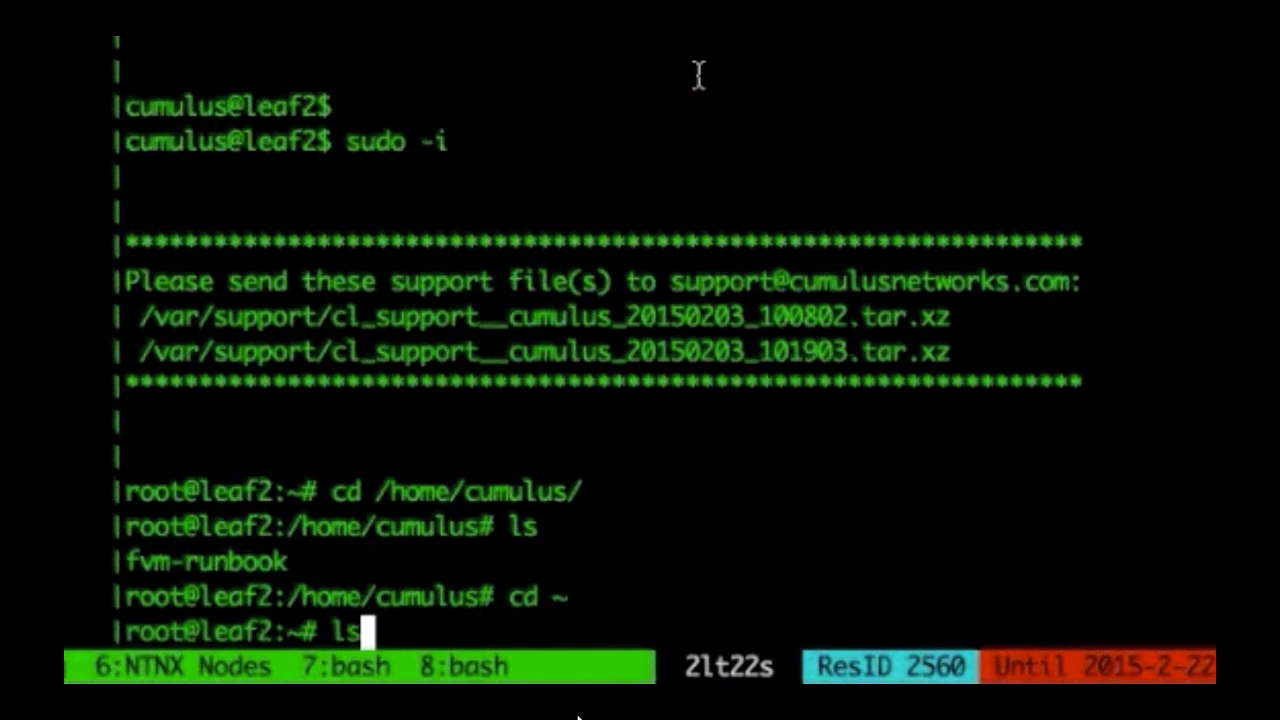 cumulus@leaf2$
cumulus@leaf2$ sudo -i
*****************************************************************
Please send these support file(s) to support@cumulusnetworks.com:
/var/support/cl_support__cumulus_20150203_100802.tar.xz
/var/support/cl_support__cumulus_20150203_101903.tar.xz
*****************************************************************
root@leaf2:~# cd /home/cumulus/
root@leaf2:/home/cumulus# ls
fvm-runbook
root@leaf2:/home/cumulus# cd ~
root@leaf2:~# ls
6:NTNX Nodes 7:bash 8:bash 2lt22s ResID 2560 Until 2015-2-22